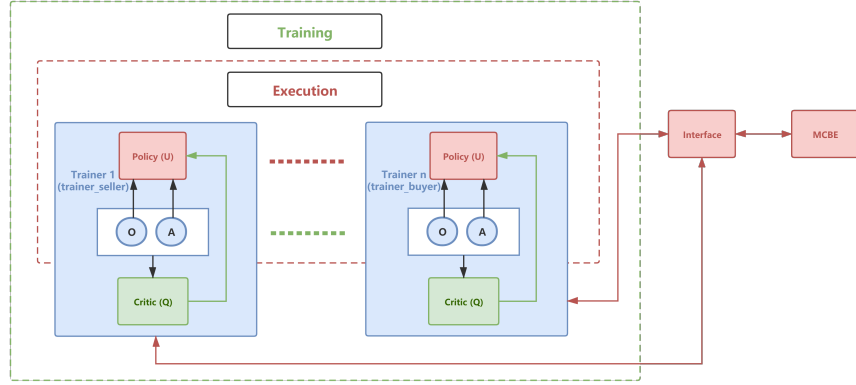 Training
Execution
Policy (U)
Trainer 1
(trainer_seller)
O
A
Critic (Q)
Policy (U)
Trainer n
(trainer_buyer)
O
A
Critic (Q)
Interface
MCBE